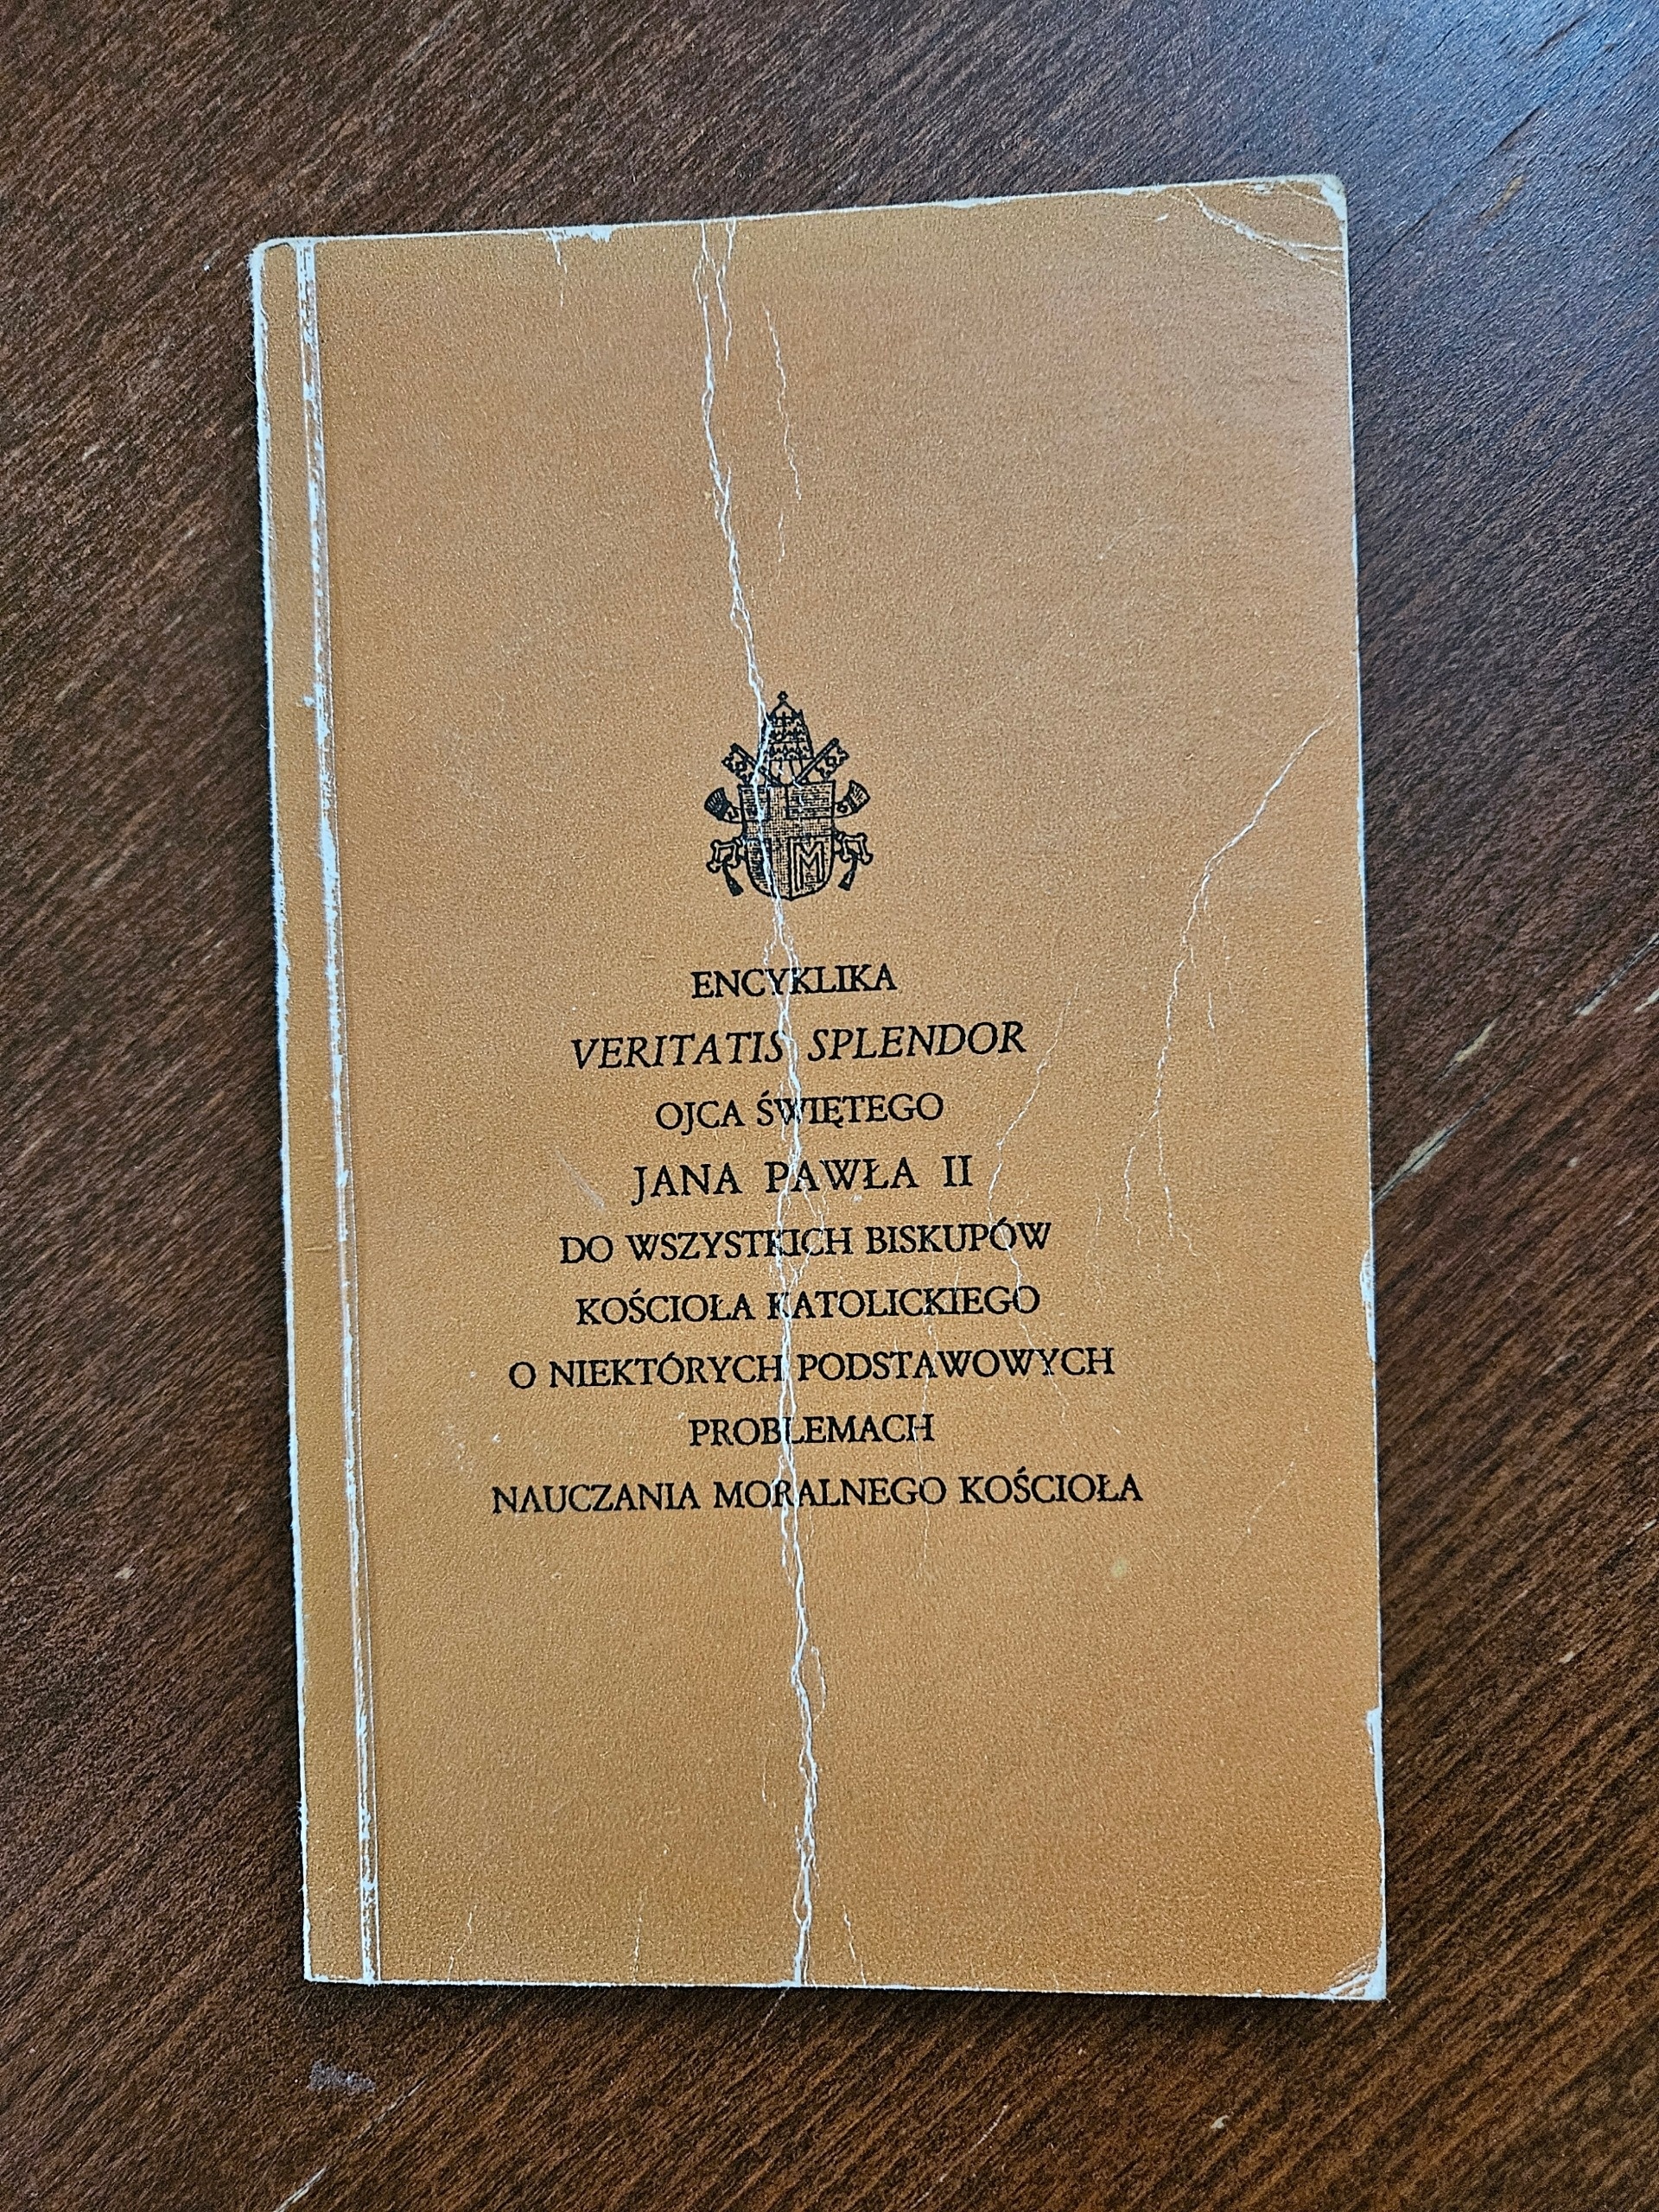 ENCYKLIKA
VERITATIS SPLENDOR
OJCA ŚWIĘTEGO
JANA PAWŁA II
DO WSZYSTKICH BISKUPÓW
KOŚCIOŁA KATOLICKIEGO
O NIEKTÓRYCH PODSTAWOWYCH
PROBLEMACH
NAUCZANIA MORALNEGO KOŚCIOŁA